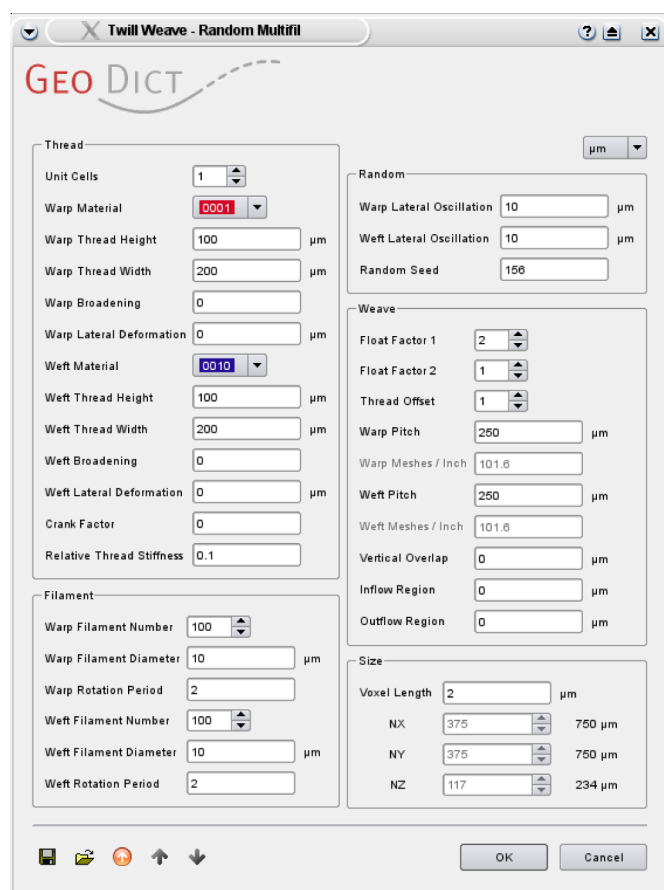 Twill Weave - Random Multifil
GEO DICT
Thread
Unit Cells 1
Warp Material 0001
Warp Thread Height 100 µm
Warp Thread Width 200 µm
Warp Broadening 0
Warp Lateral Deformation 0 µm
Weft Material 0010
Weft Thread Height 100 µm
Weft Thread Width 200 µm
Weft Broadening 0
Weft Lateral Deformation 0 µm
Crank Factor 0
Relative Thread Stiffness 0.1
Filament
Warp Filament Number 100
Warp Filament Diameter 10 µm
Warp Rotation Period 2
Weft Filament Number 100
Weft Filament Diameter 10 µm
Weft Rotation Period 2
µm
Random
Warp Lateral Oscillation 10 µm
Weft Lateral Oscillation 10 µm
Random Seed 156
Weave
Float Factor 1 2
Float Factor 2 1
Thread Offset 1
Warp Pitch 250 µm
Warp Meshes / Inch 101.6
Weft Pitch 250 µm
Weft Meshes / Inch 101.6
Vertical Overlap 0 µm
Inflow Region 0 µm
Outflow Region 0 µm
Size
Voxel Length 2 µm
NX 375 750 µm
NY 375 750 µm
NZ 117 234 µm
OK Cancel